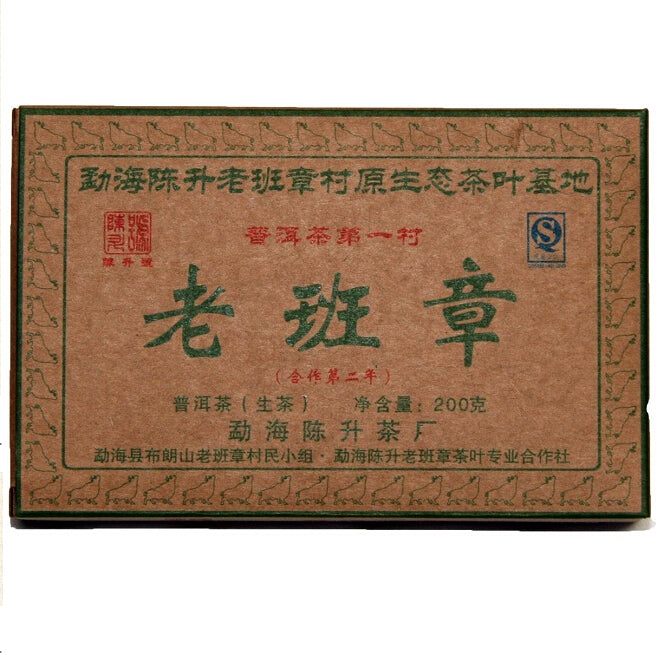 勐海陈升老班章村原生态茶叶基地
陳升號
普洱茶第一村
老班章
(合作第二年)
普洱茶(生茶) 净含量：200克
勐海陈升茶厂
勐海县布朗山老班章村民小组·勐海陈升老班章茶叶专业合作社